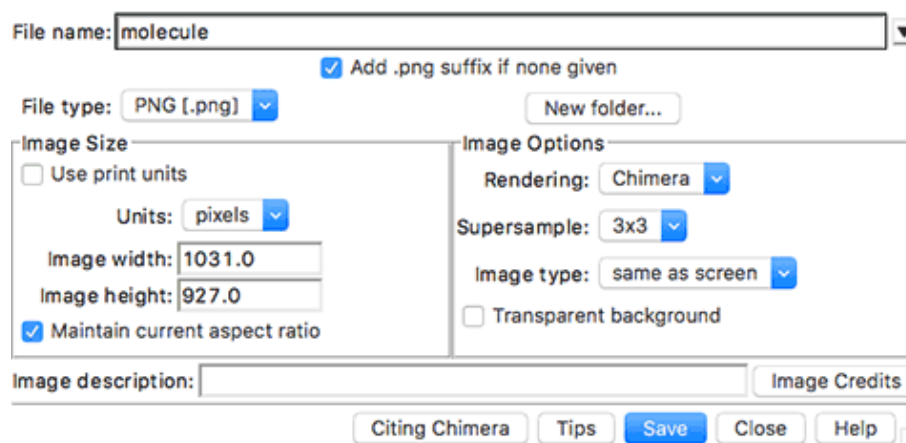 File name: molecule
Add .png suffix if none given
File type: PNG [.png] New folder...
Image Size Image Options
Use print units Rendering: Chimera
Units: pixels Supersample: 3x3
Image width: 1031.0 Image type: same as screen
Image height: 927.0 Transparent background
Maintain current aspect ratio
Image description: Image Credits
Citing Chimera Tips Save Close Help